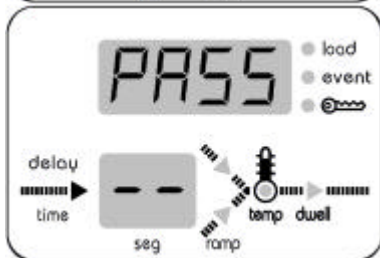 PASS
load
event
delay
time
--
seg
ramp
temp
dwell